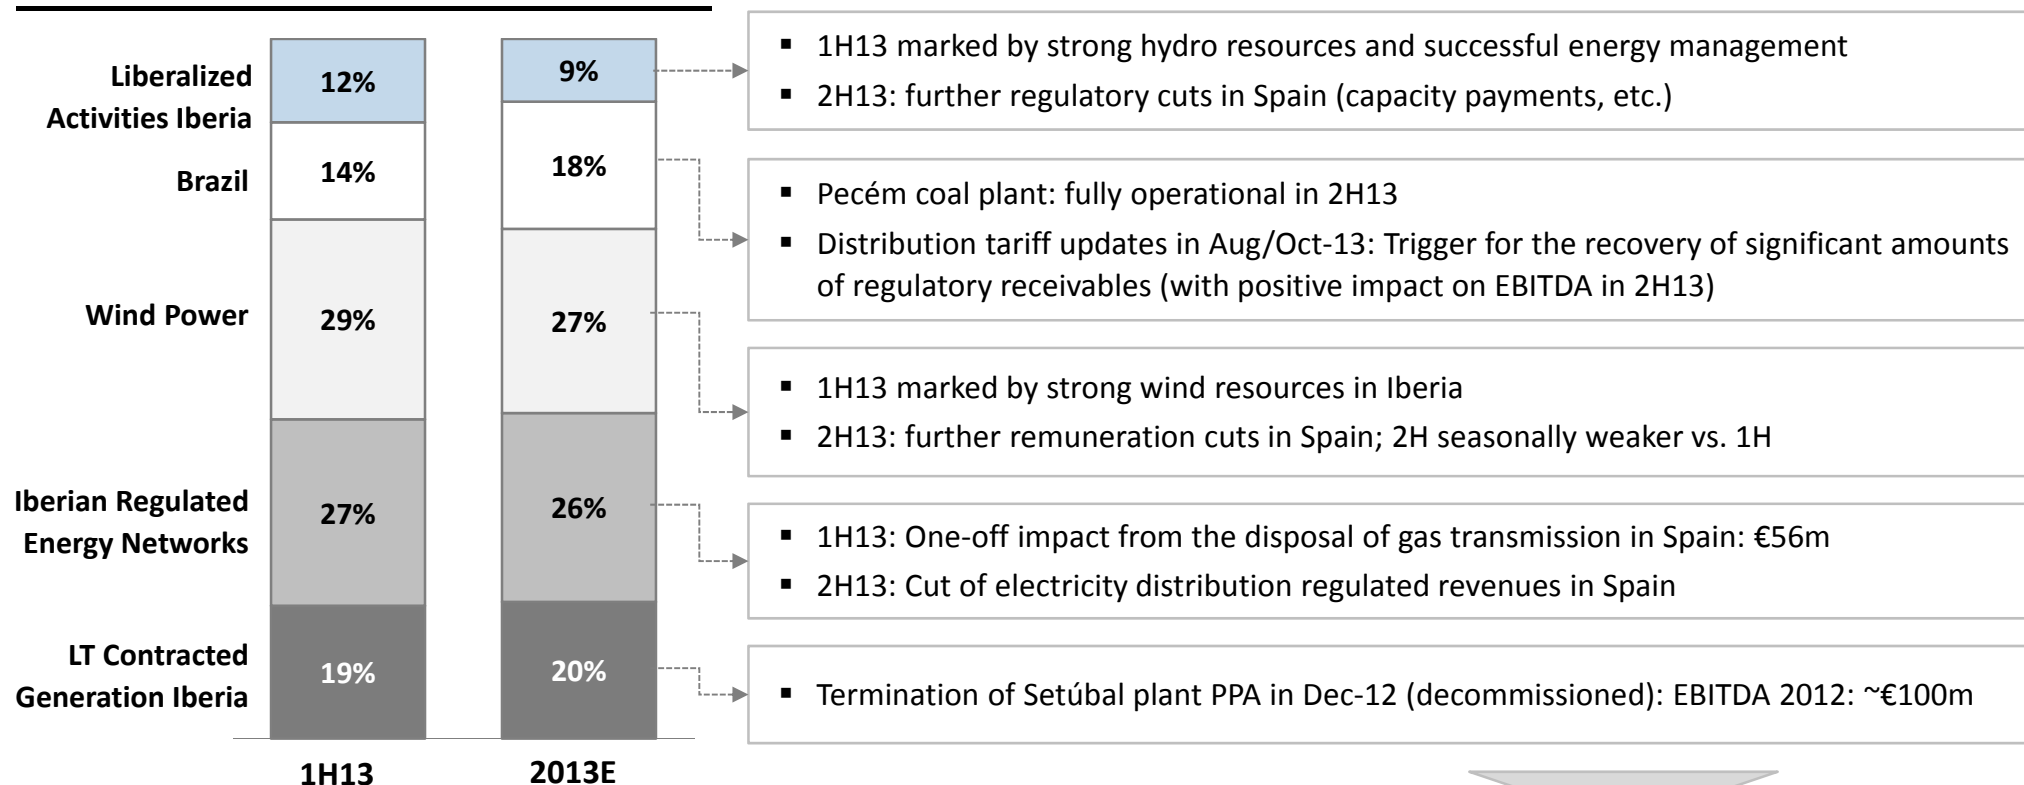 Liberalized
Activities Iberia
Brazil
Wind Power
Iberian Regulated
Energy Networks
LT Contracted
Generation Iberia
12%
14%
29%
27%
19%
1H13
9%
18%
27%
26%
20%
2013E
▪ 1H13 marked by strong hydro resources and successful energy management
▪ 2H13: further regulatory cuts in Spain (capacity payments, etc.)
▪ Pecém coal plant: fully operational in 2H13
▪ Distribution tariff updates in Aug/Oct-13: Trigger for the recovery of significant amounts
of regulatory receivables (with positive impact on EBITDA in 2H13)
▪ 1H13 marked by strong wind resources in Iberia
▪ 2H13: further remuneration cuts in Spain; 2H seasonally weaker vs. 1H
▪ 1H13: One-off impact from the disposal of gas transmission in Spain: €56m
▪ 2H13: Cut of electricity distribution regulated revenues in Spain
▪ Termination of Setúbal plant PPA in Dec-12 (decommissioned): EBITDA 2012: ~€100m